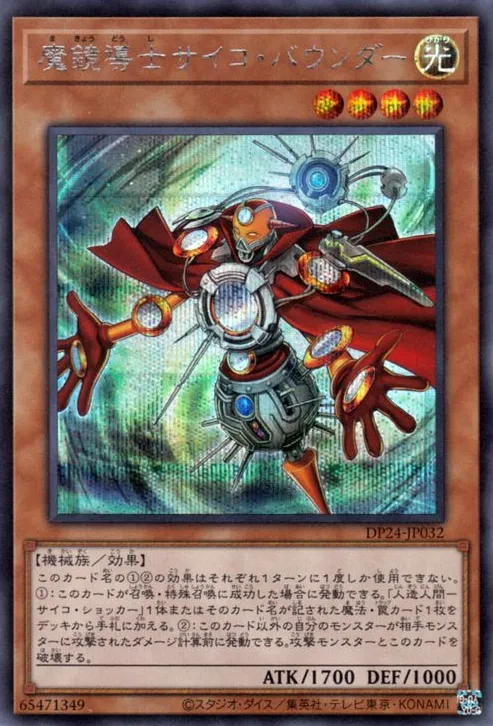 魔鏡導士サイコ・バウンダー
光
DP24-JP032
【機械族／効果】
このカード名の①②の効果はそれぞれ1ターンに1度しか使用できない。
①：このカードが召喚・特殊召喚に成功した場合に発動できる。「人造人間－
サイコ・ショッカー」1体またはそのカード名が記された魔法・罠カード1枚を
デッキから手札に加える。②：このカード以外の自分のモンスターが相手モンス
ターに攻撃されたダメージ計算前に発動できる。攻撃モンスターとこのカードを
破壊する。
ATK/1700 DEF/1000
65471349
©スタジオ・ダイス／集英社・テレビ東京・KONAMI